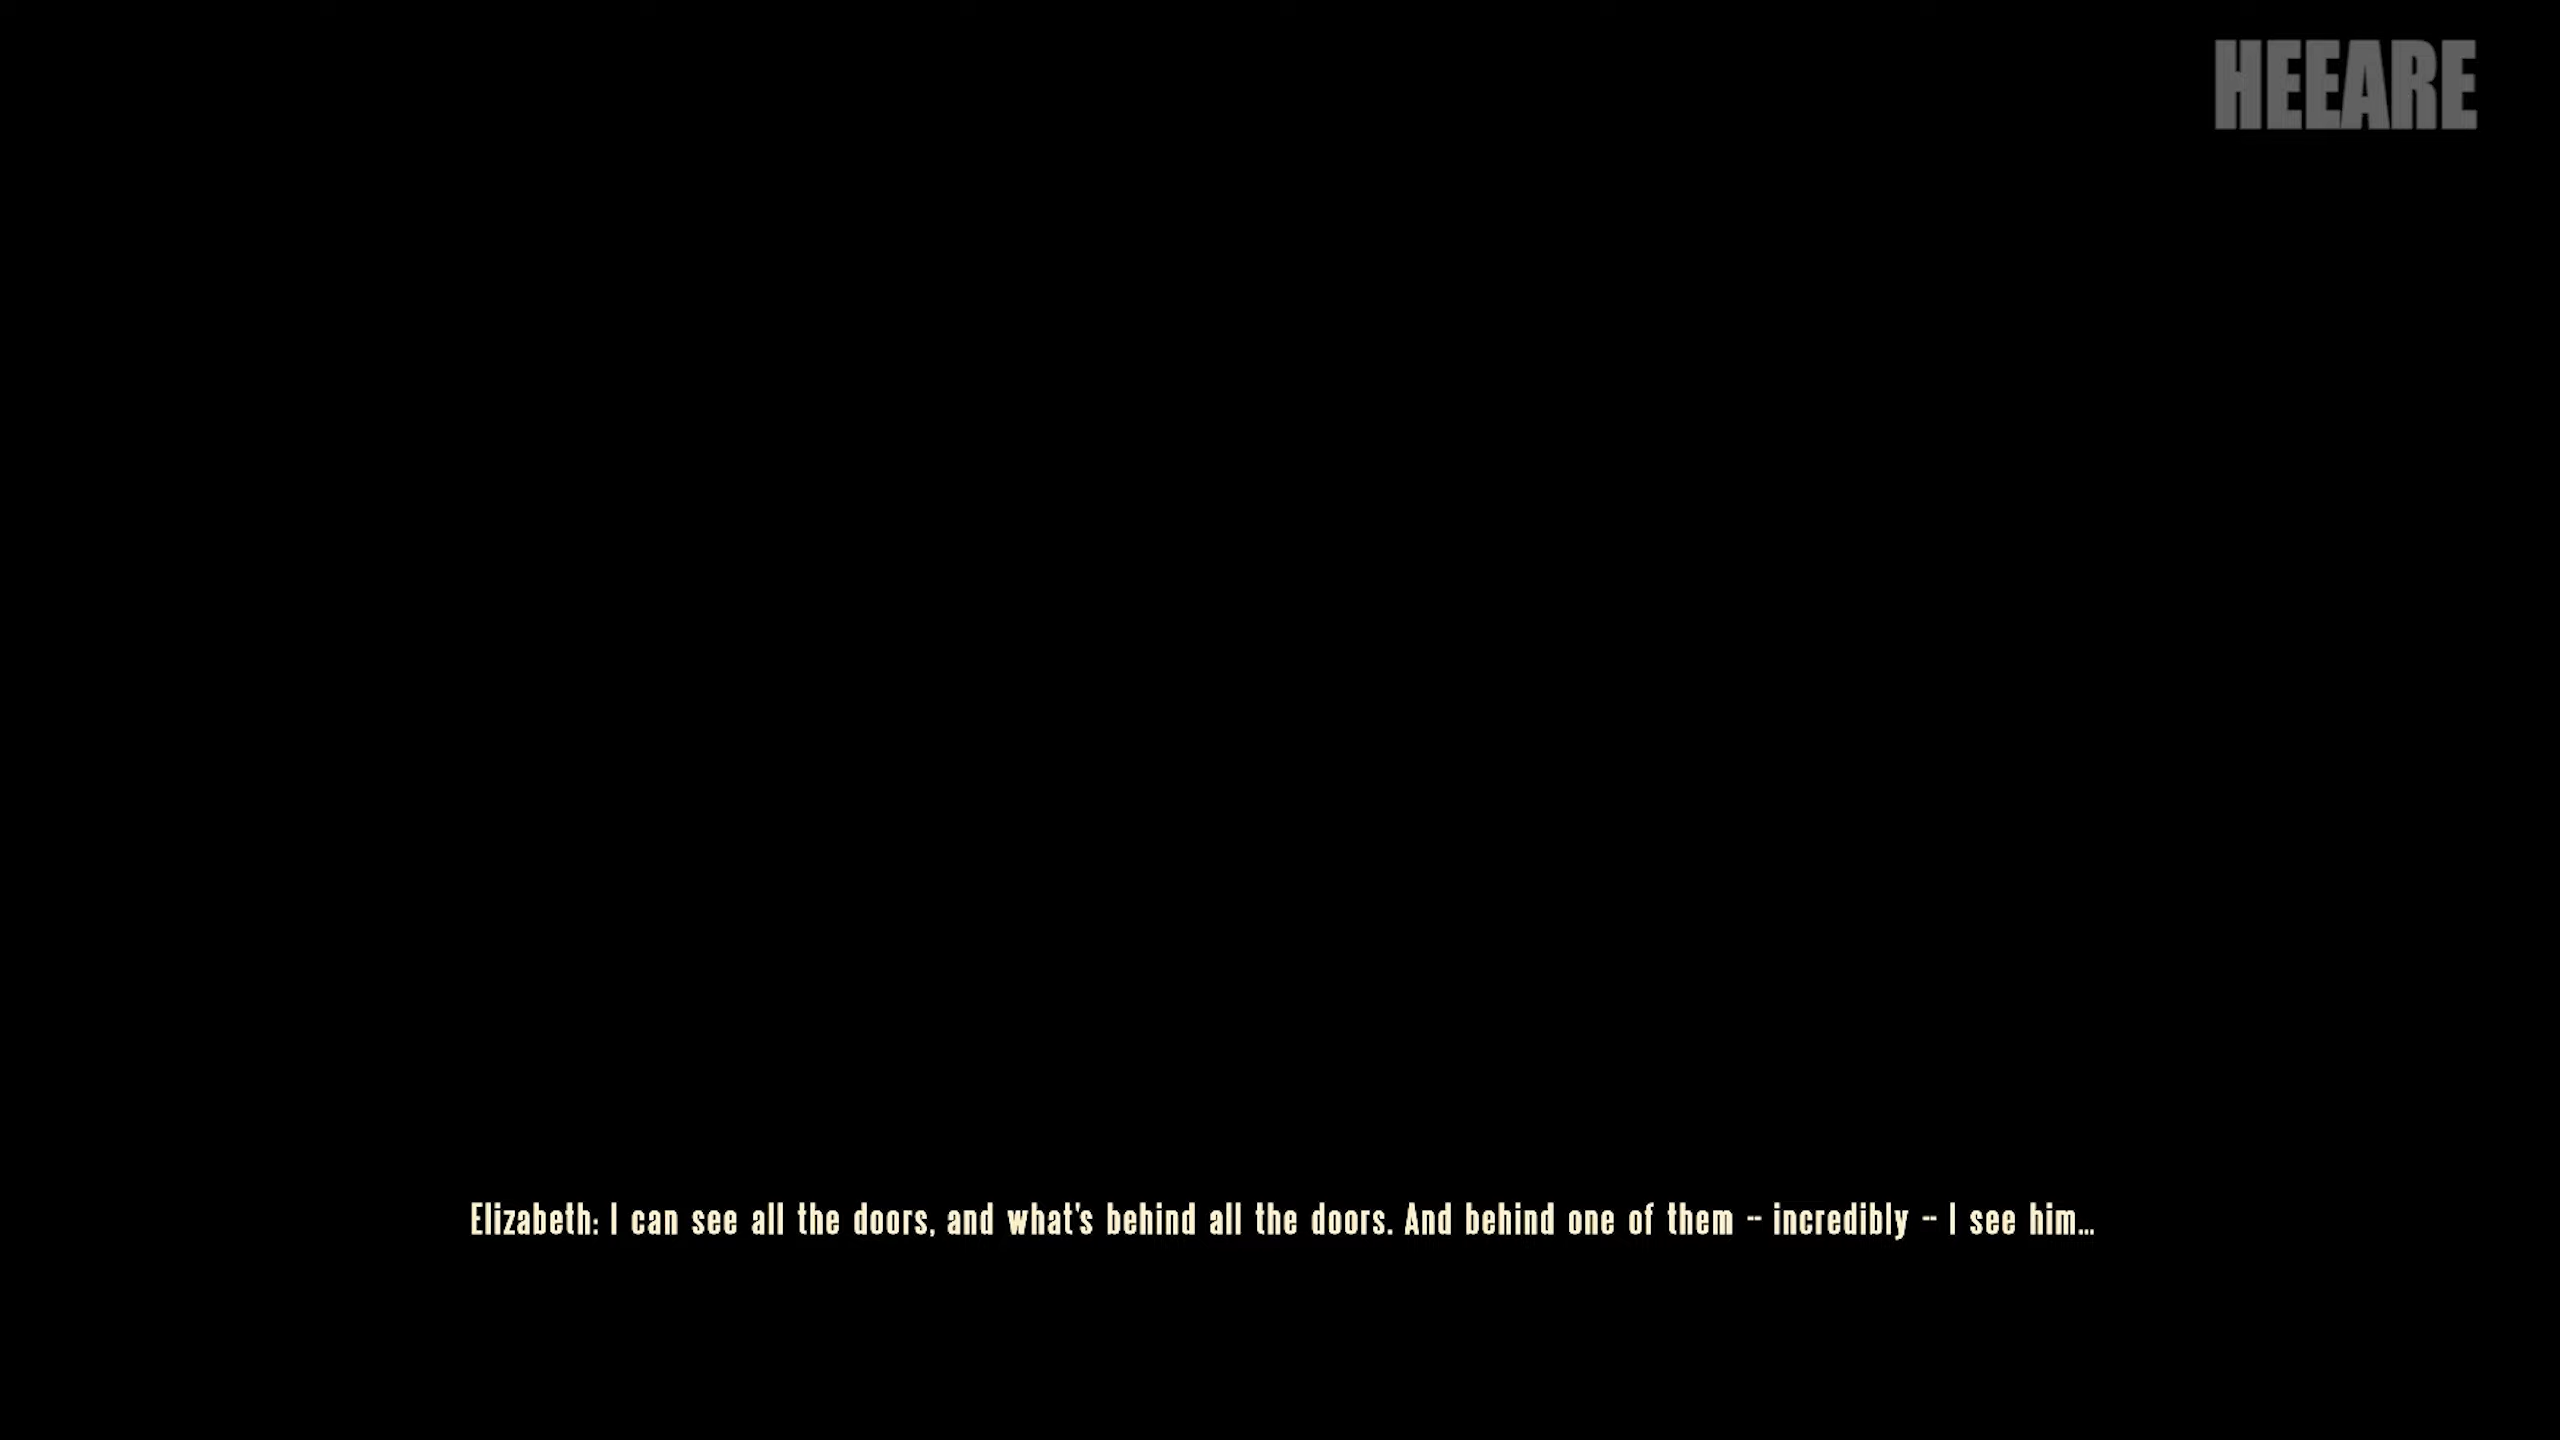 HEEARE
Elizabeth: I can see all the doors, and what's behind all the doors. And behind one of them -- incredibly -- I see him...